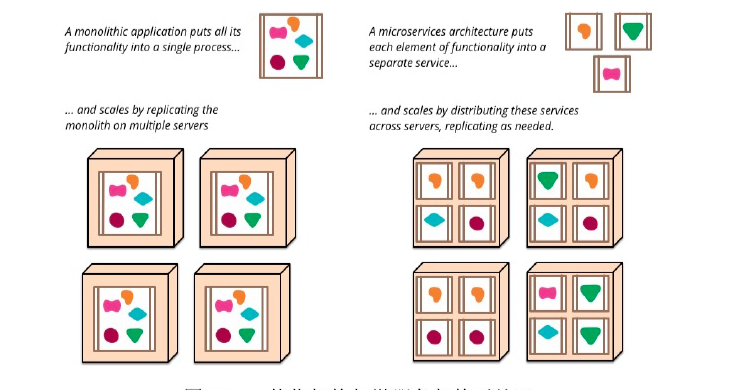 A monolithic application puts all its
functionality into a single process...
A microservices architecture puts
each element of functionality into a
separate service...
... and scales by replicating the
monolith on multiple servers
... and scales by distributing these services
across servers, replicating as needed.